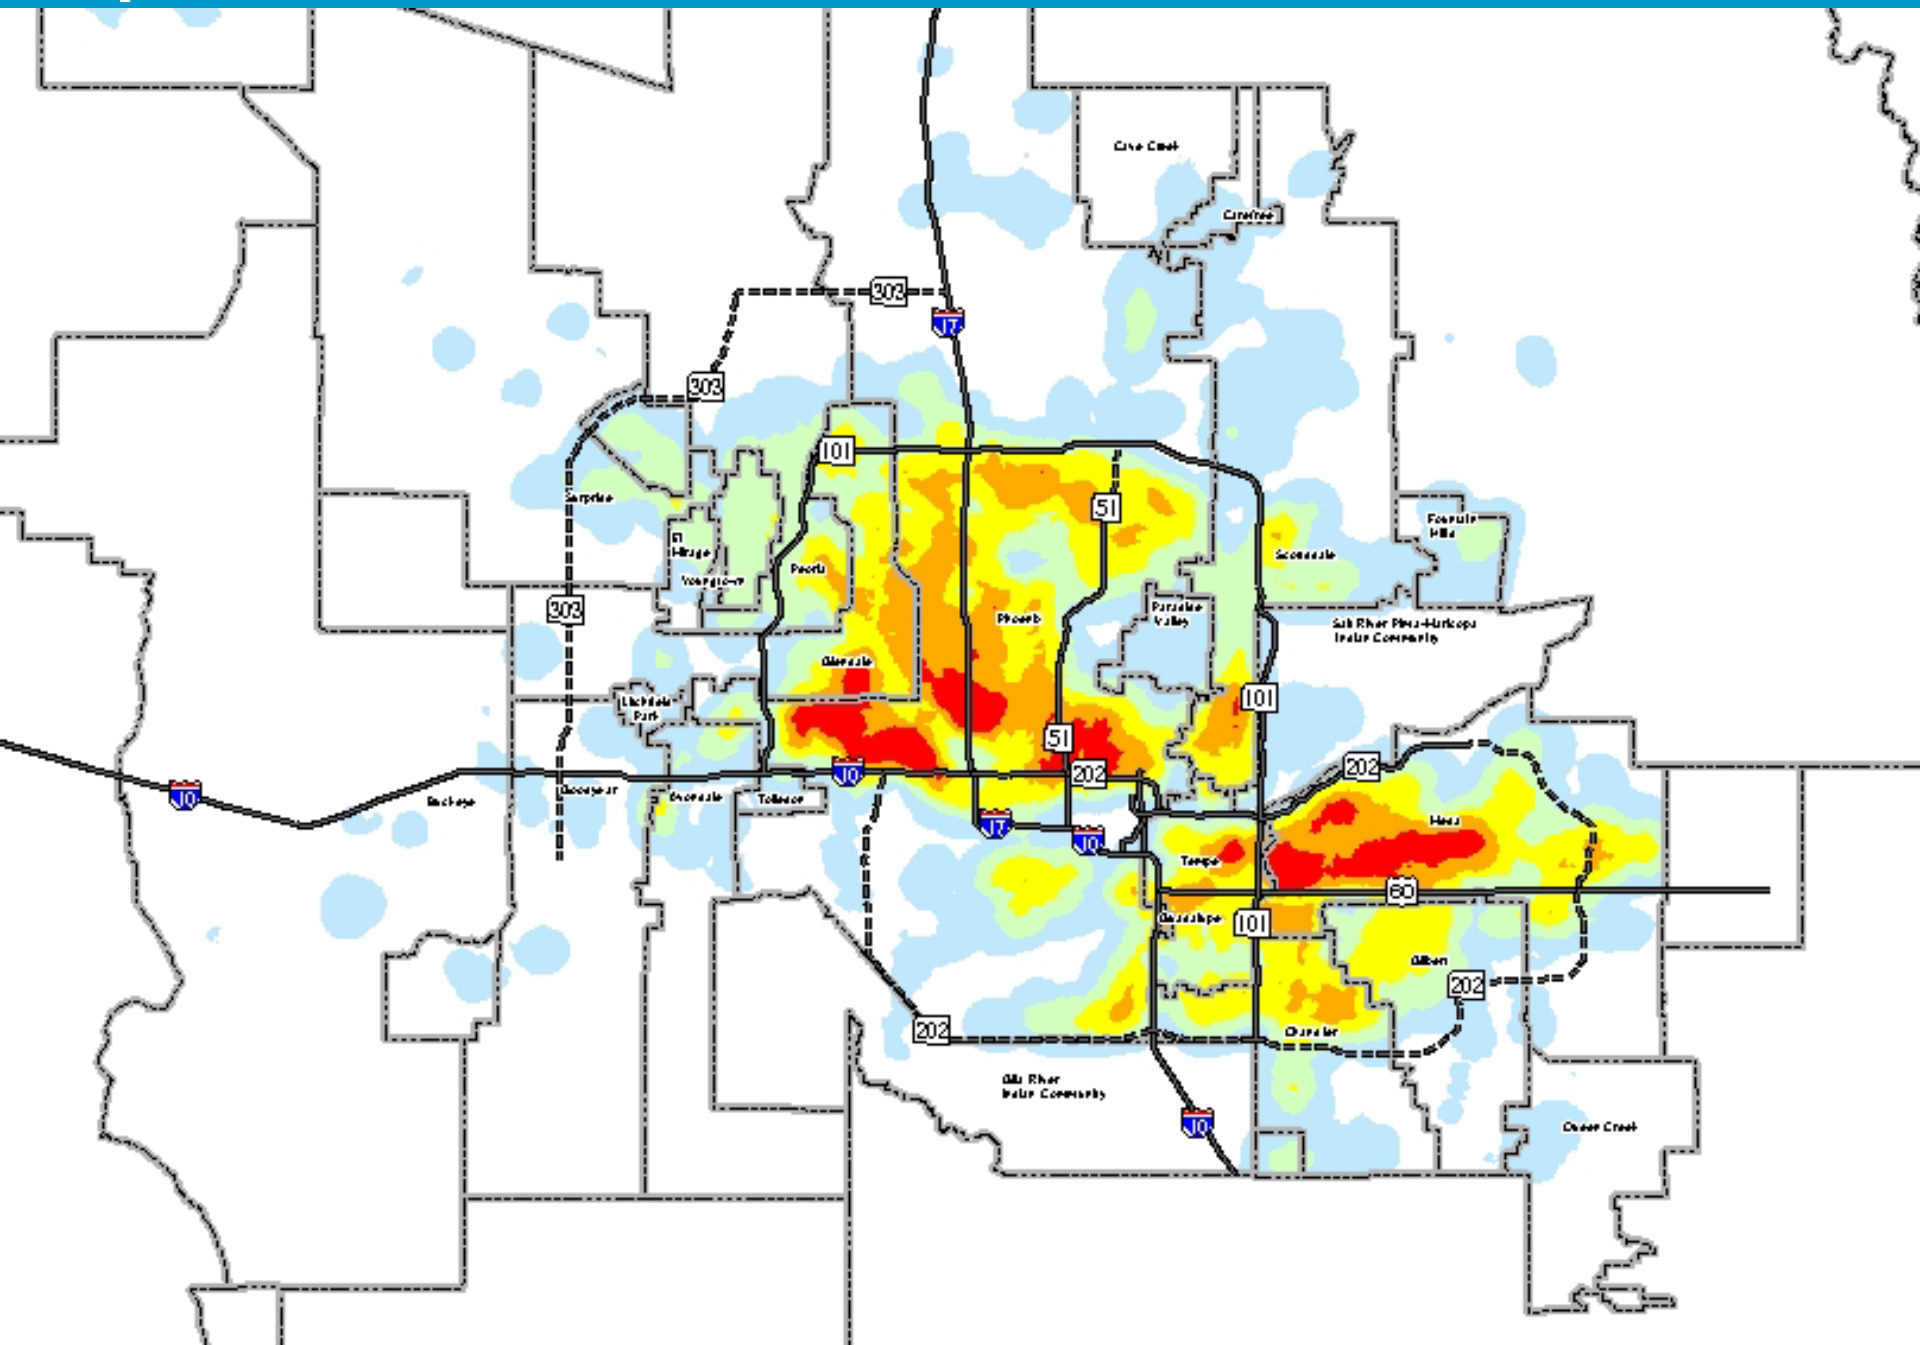 Cave Creek
Carefree
303
17
303
101
51
Surprise
Fountain
Hills
El
Mirage
Scottsdale
Peoria
Youngtown
303
Paradise
Valley
Phoenix
Salt River Pima-Maricopa
Indian Community
Glendale
Litchfield
Park
101
51
202
202
10
10
Buckeye
Goodyear
Avondale
Tolleson
17
10
Mesa
Tempe
60
Guadalupe
101
Gilbert
202
202
Chandler
Gila River
Indian Community
10
Queen Creek